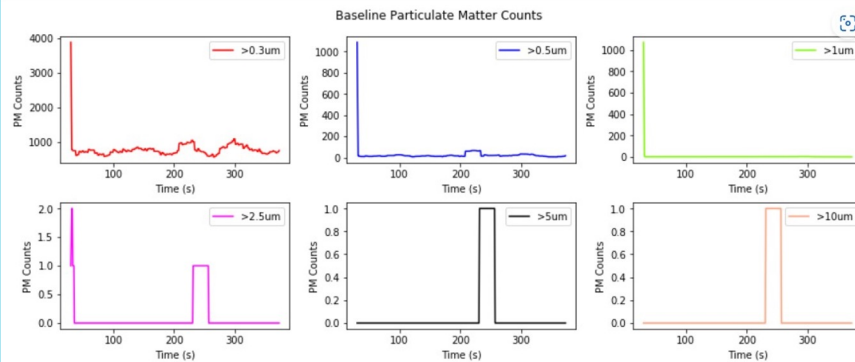 Baseline Particulate Matter Counts
4000
3000
2000
1000
PM Counts
>0.3um
100 200 300
Time (s)
1000
800
600
400
200
0
PM Counts
>0.5um
100 200 300
Time (s)
1000
800
600
400
200
0
PM Counts
>1um
100 200 300
Time (s)
2.0
1.5
1.0
0.5
0.0
PM Counts
>2.5um
100 200 300
Time (s)
1.0
0.8
0.6
0.4
0.2
0.0
PM Counts
>5um
100 200 300
Time (s)
1.0
0.8
0.6
0.4
0.2
0.0
PM Counts
>10um
100 200 300
Time (s)